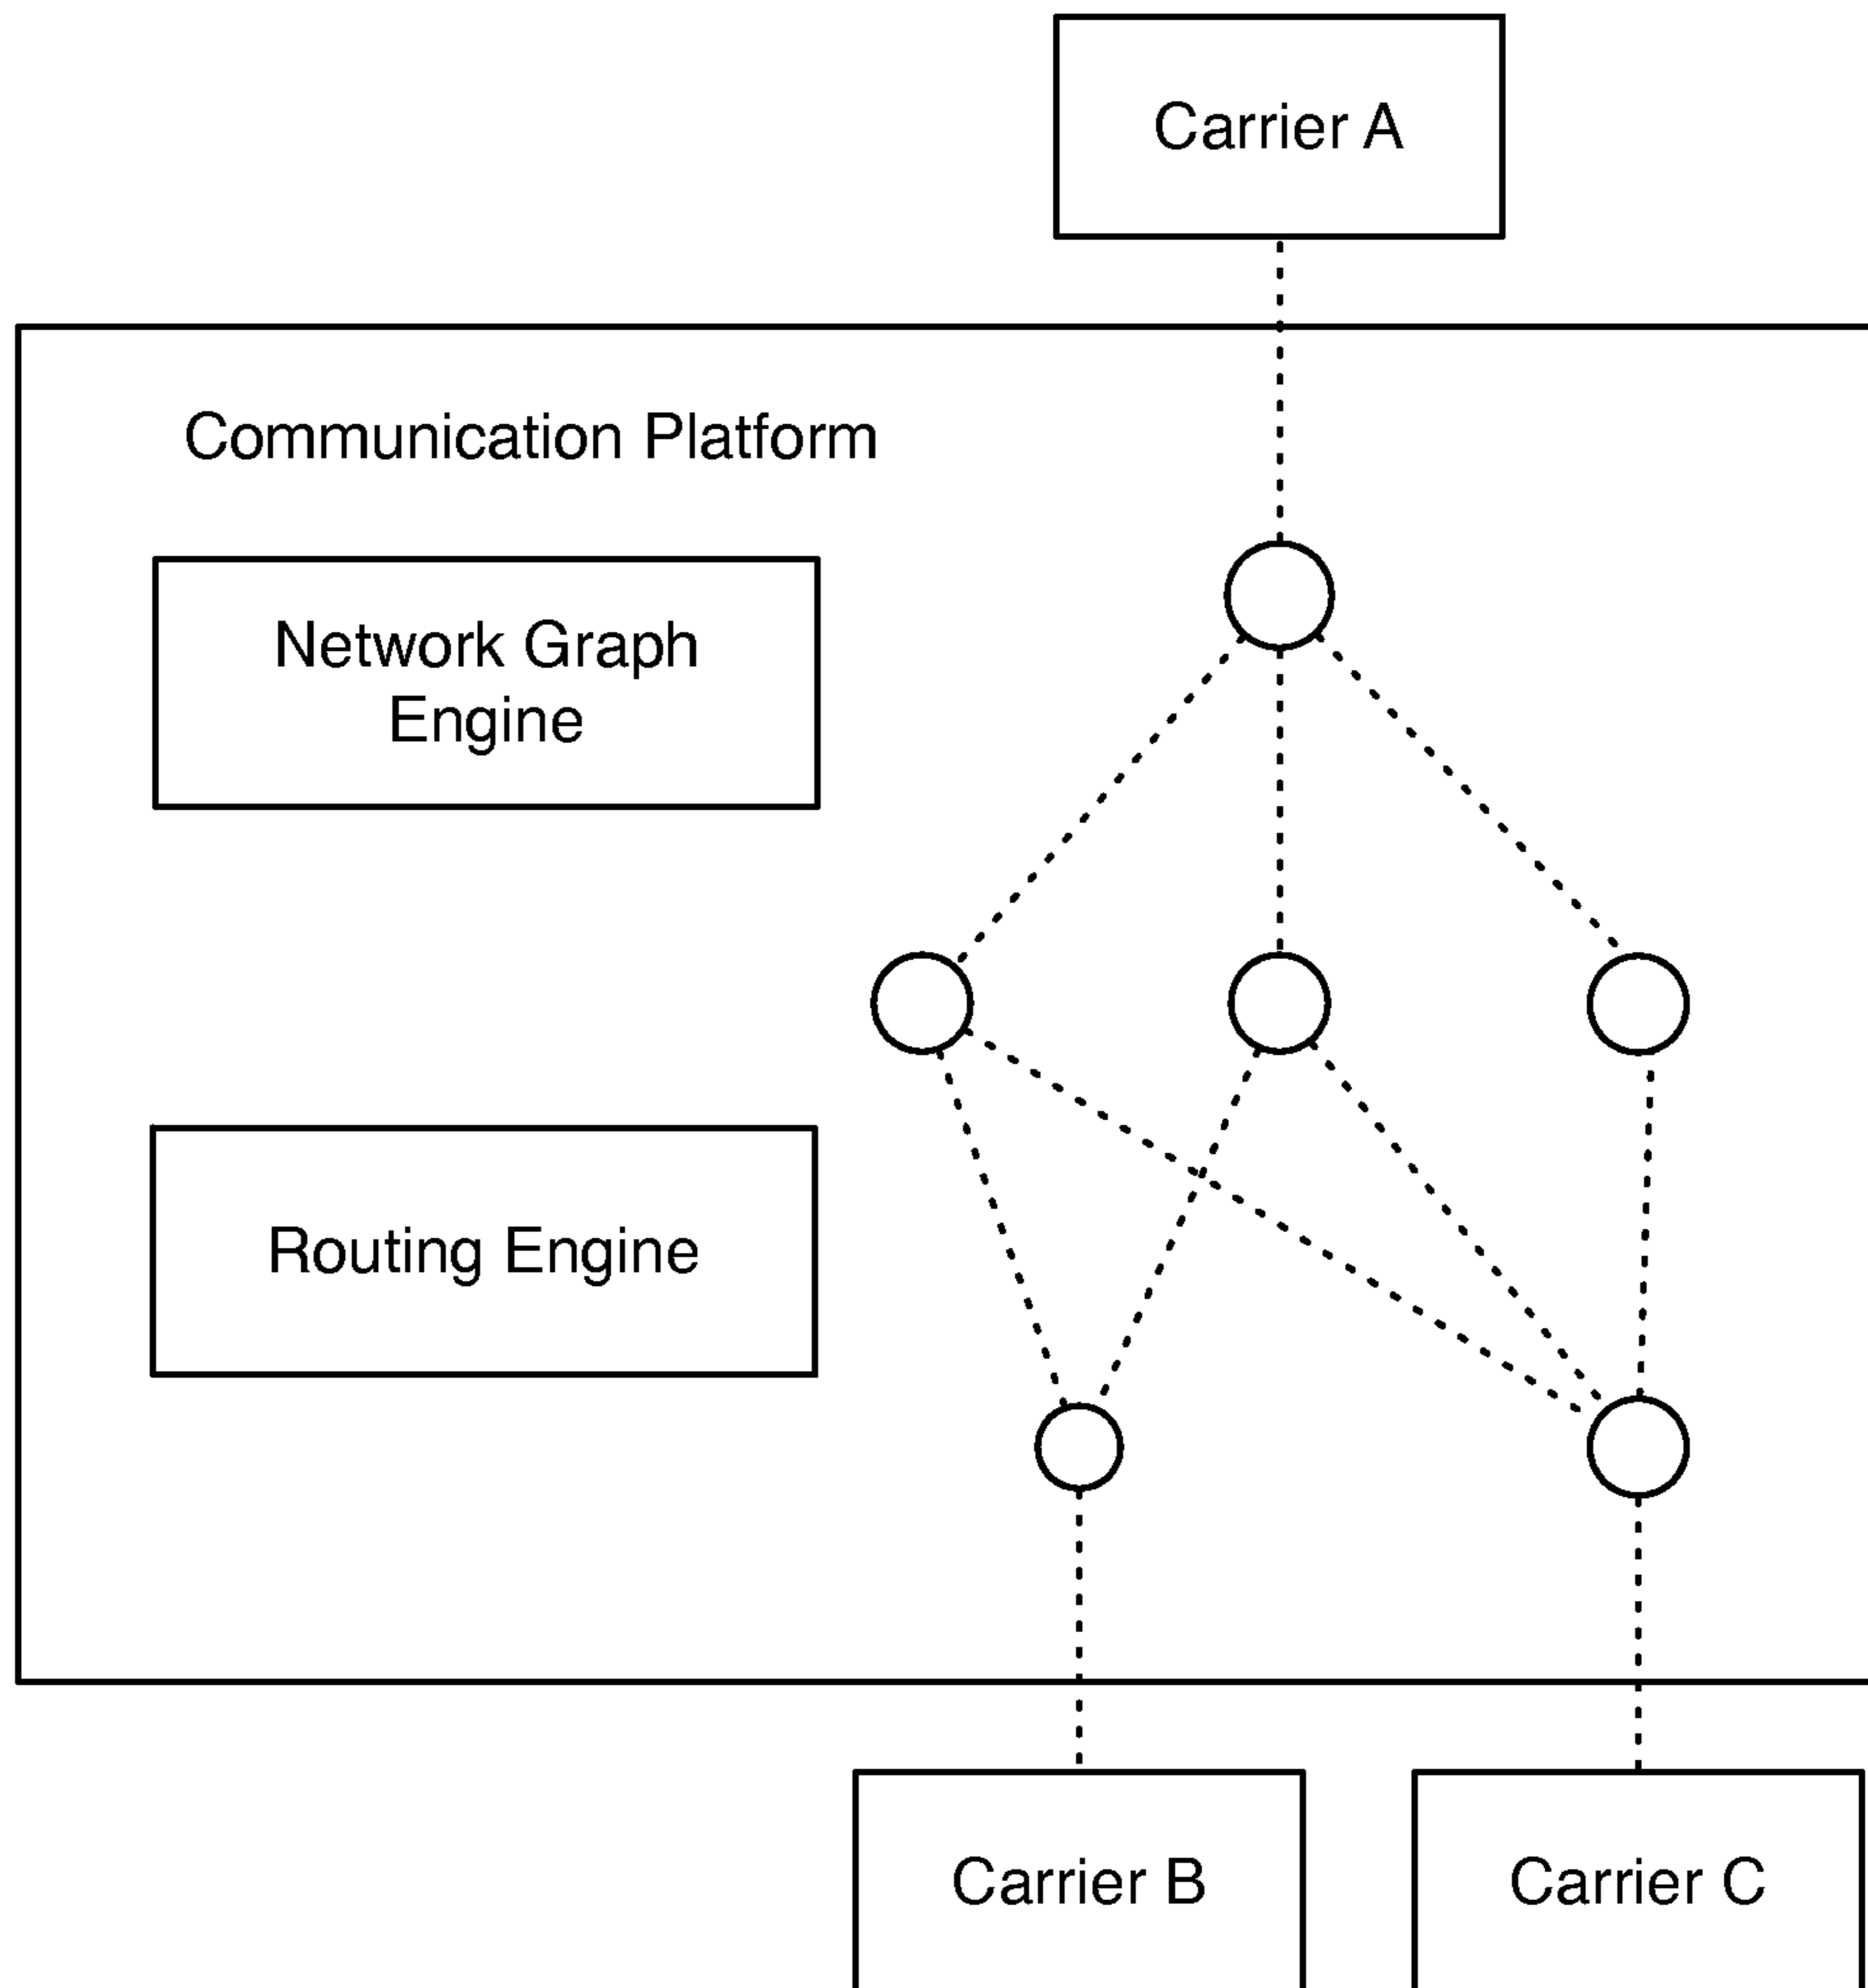 Carrier A
Communication Platform
Network Graph
Engine
Routing Engine
Carrier B
Carrier C